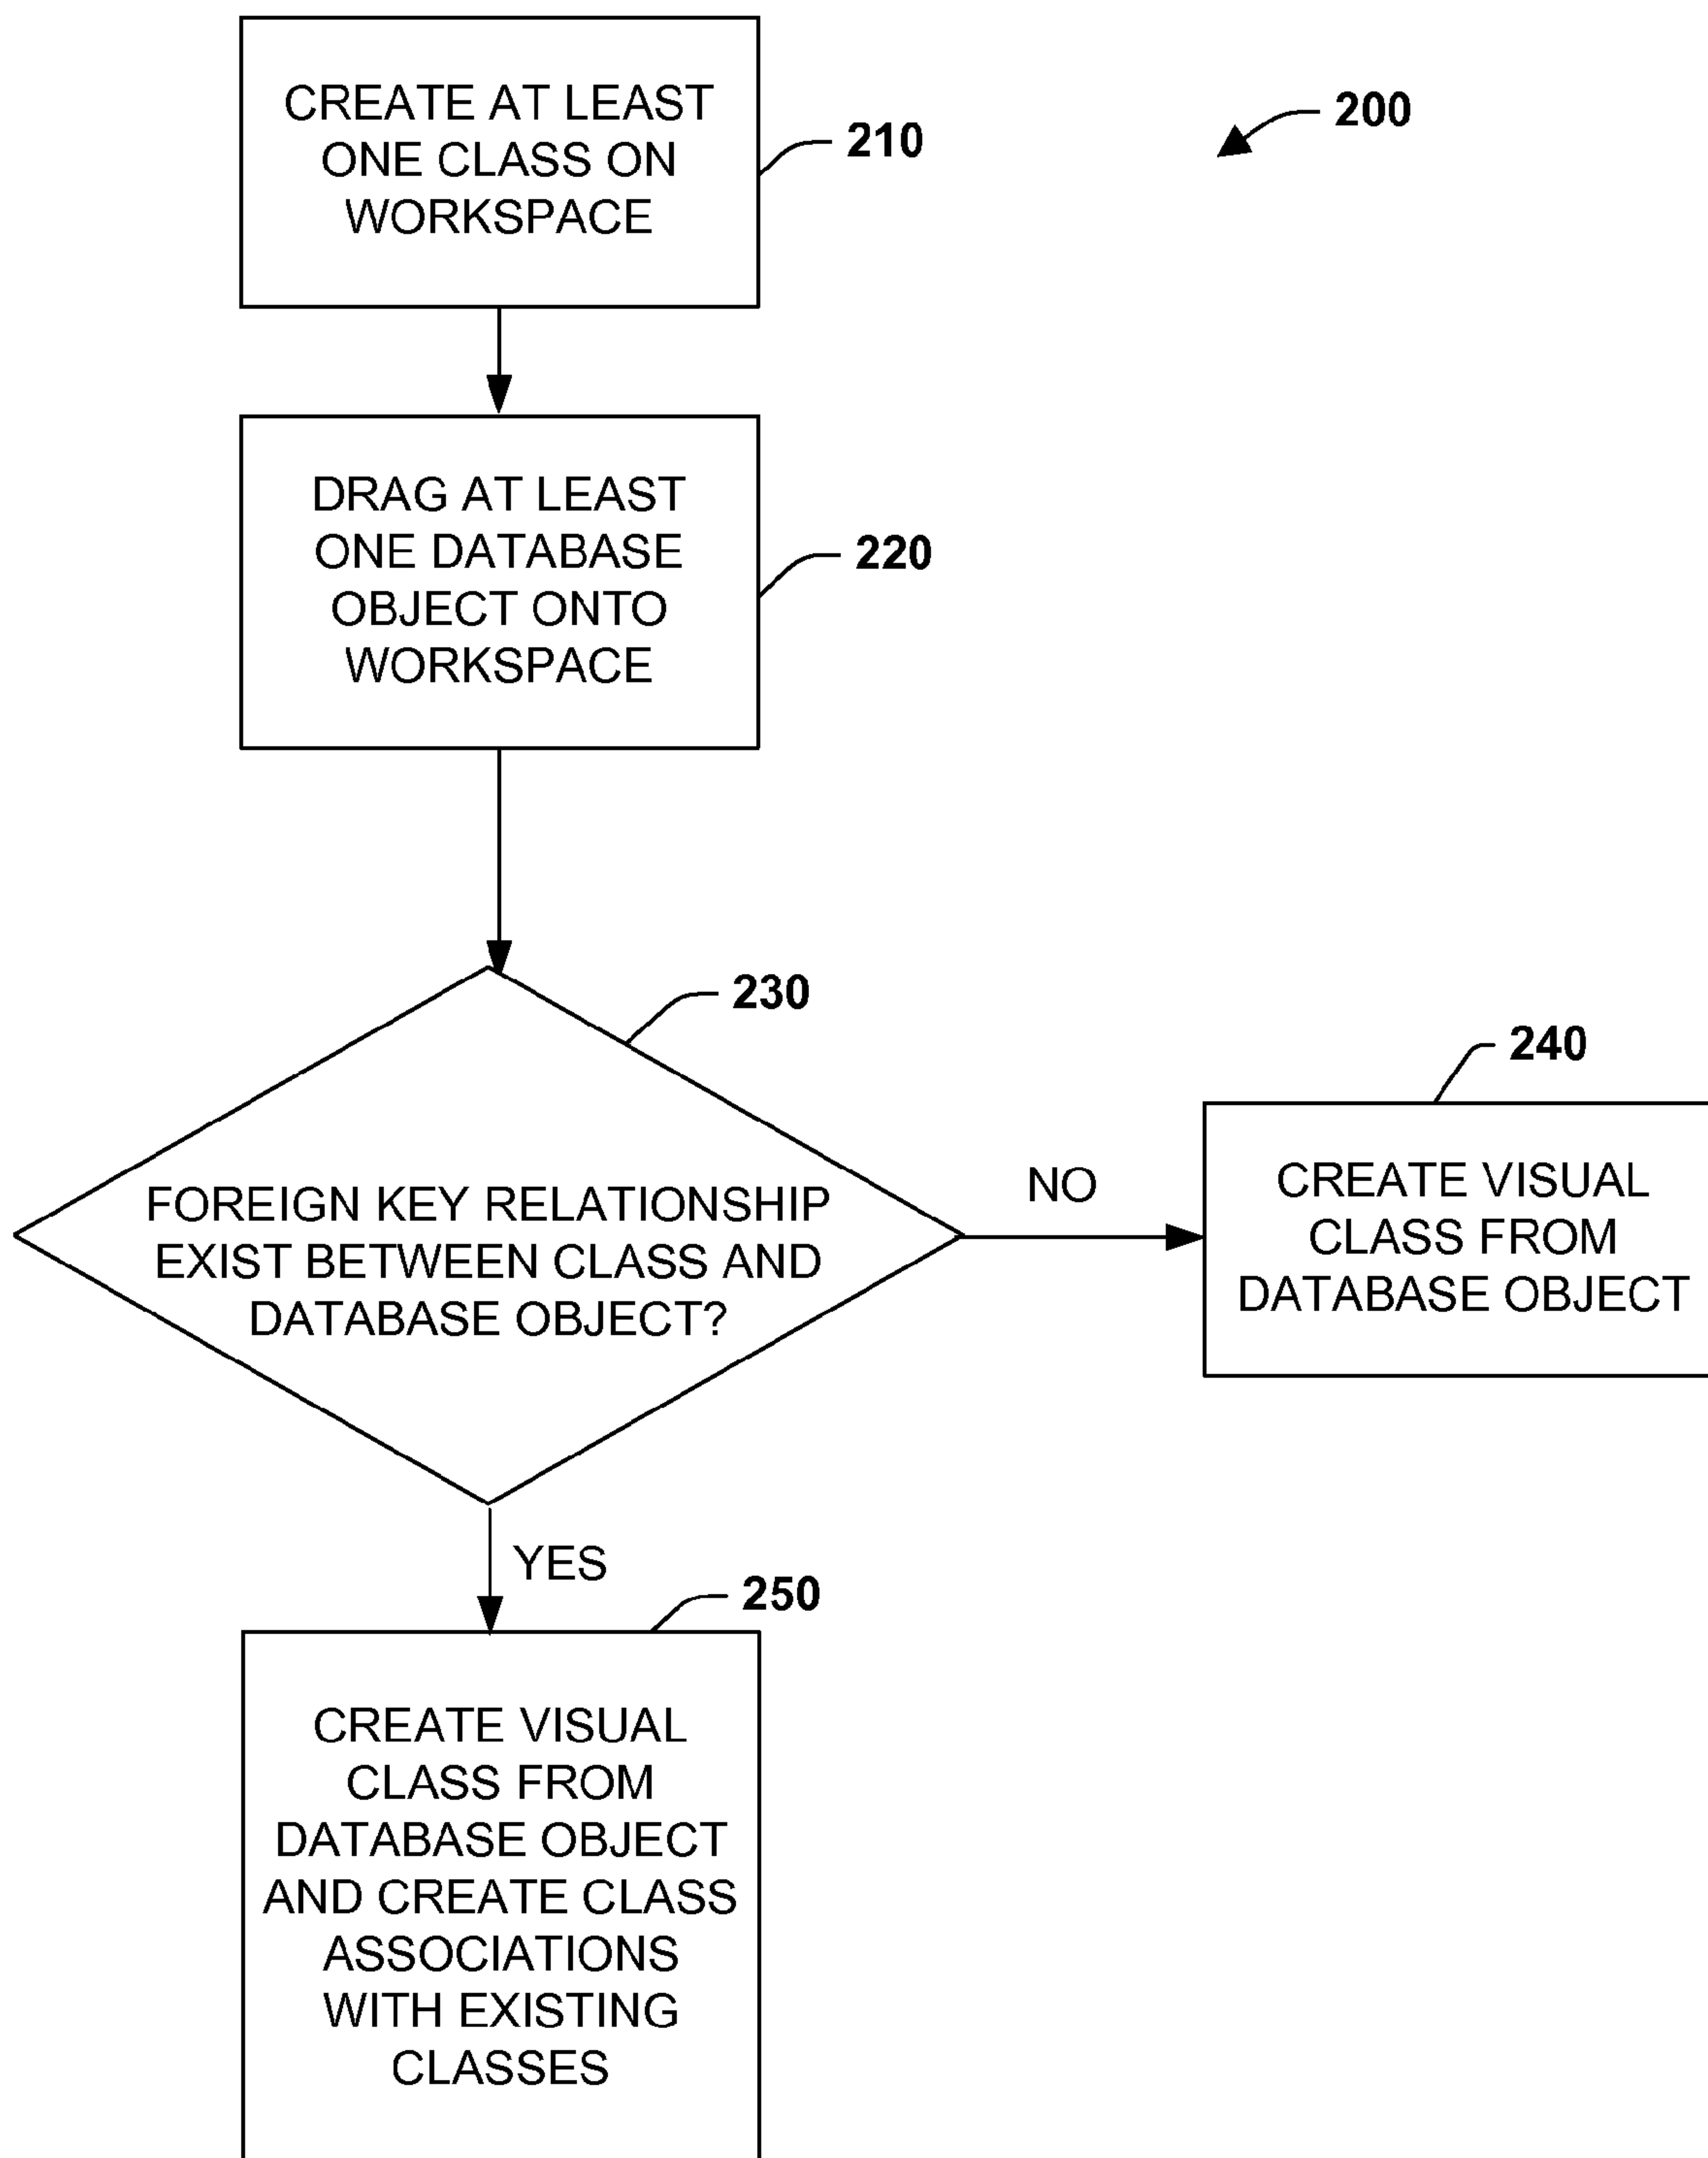 CREATE AT LEAST
ONE CLASS ON
WORKSPACE
210
200
DRAG AT LEAST
ONE DATABASE
OBJECT ONTO
WORKSPACE
220
230
FOREIGN KEY RELATIONSHIP
EXIST BETWEEN CLASS AND
DATABASE OBJECT?
NO
240
CREATE VISUAL
CLASS FROM
DATABASE OBJECT
YES
250
CREATE VISUAL
CLASS FROM
DATABASE OBJECT
AND CREATE CLASS
ASSOCIATIONS
WITH EXISTING
CLASSES